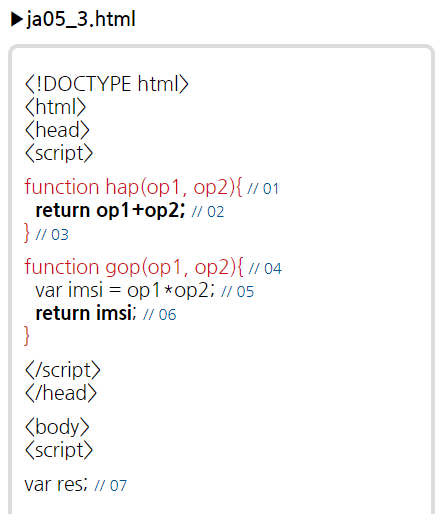 ▶ja05_3.html
<!DOCTYPE html>
<html>
<head>
<script>
function hap(op1, op2){ // 01
return op1+op2; // 02
} // 03
function gop(op1, op2){ // 04
var imsi = op1*op2; // 05
return imsi; // 06
}
</script>
</head>
<body>
<script>
var res; // 07